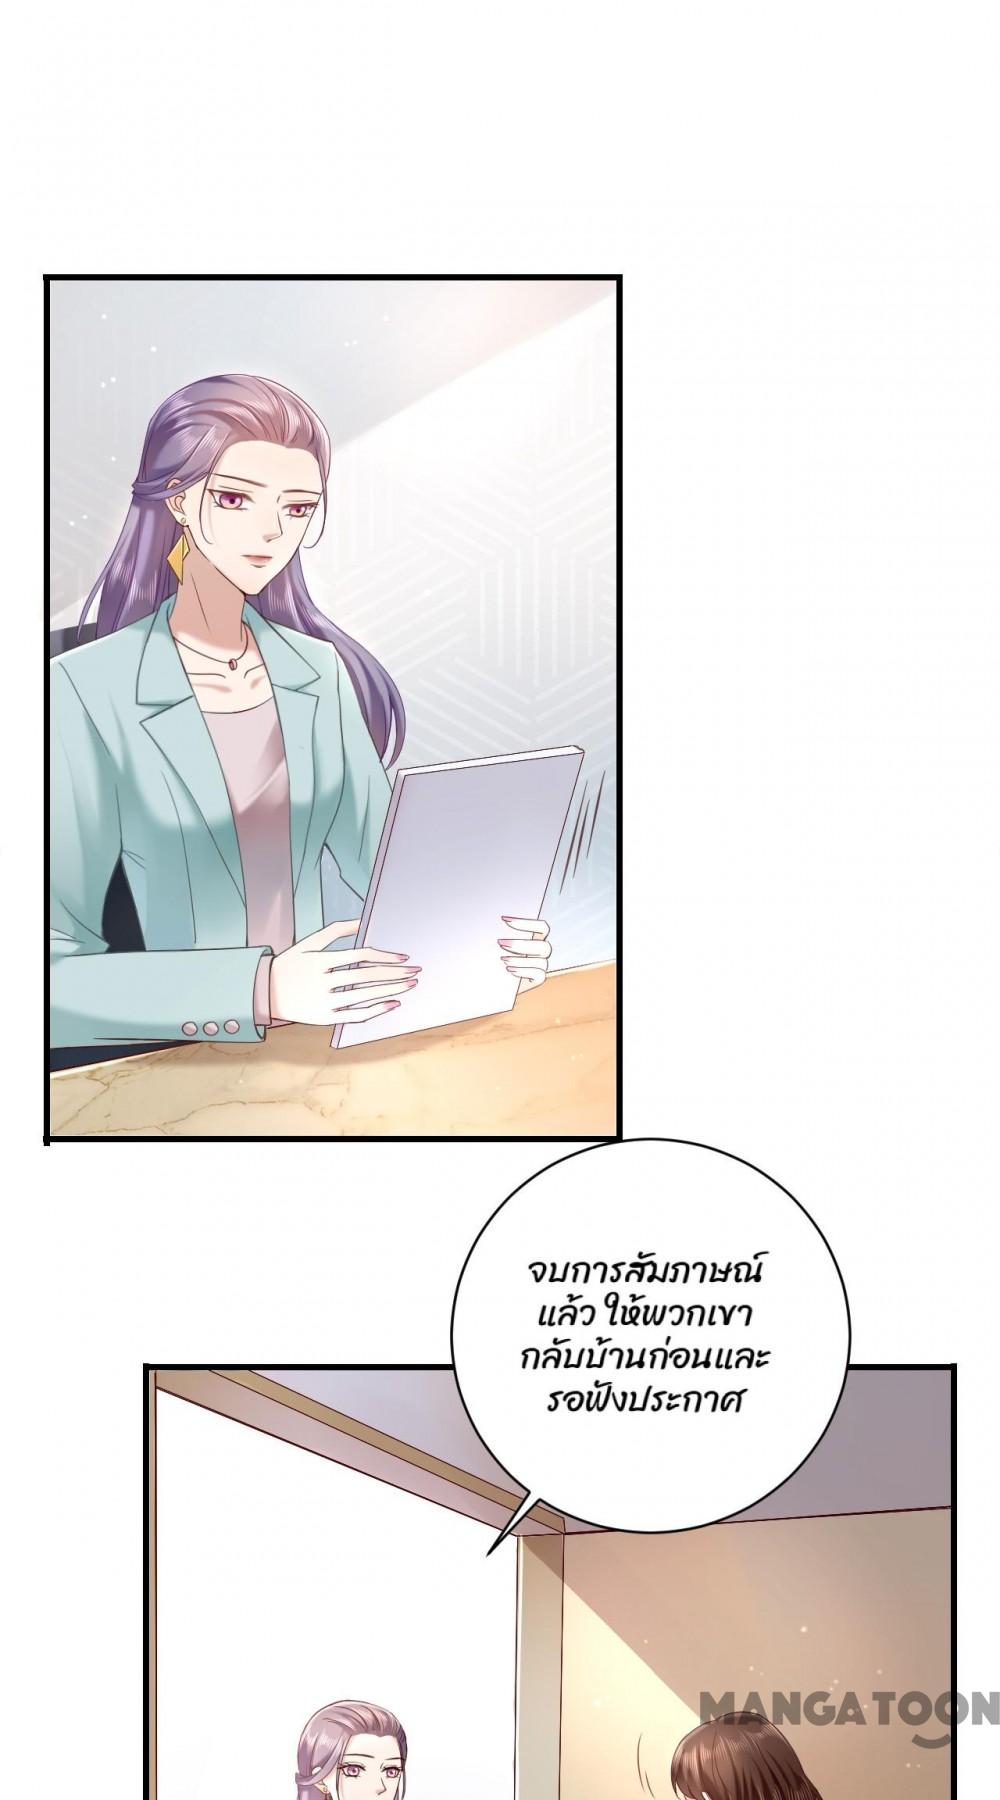 จบการสัมภาษณ์
แล้ว ให้พวกเขา
กลับบ้านก่อนและ
รอฟังประกาศ
MANGATOON